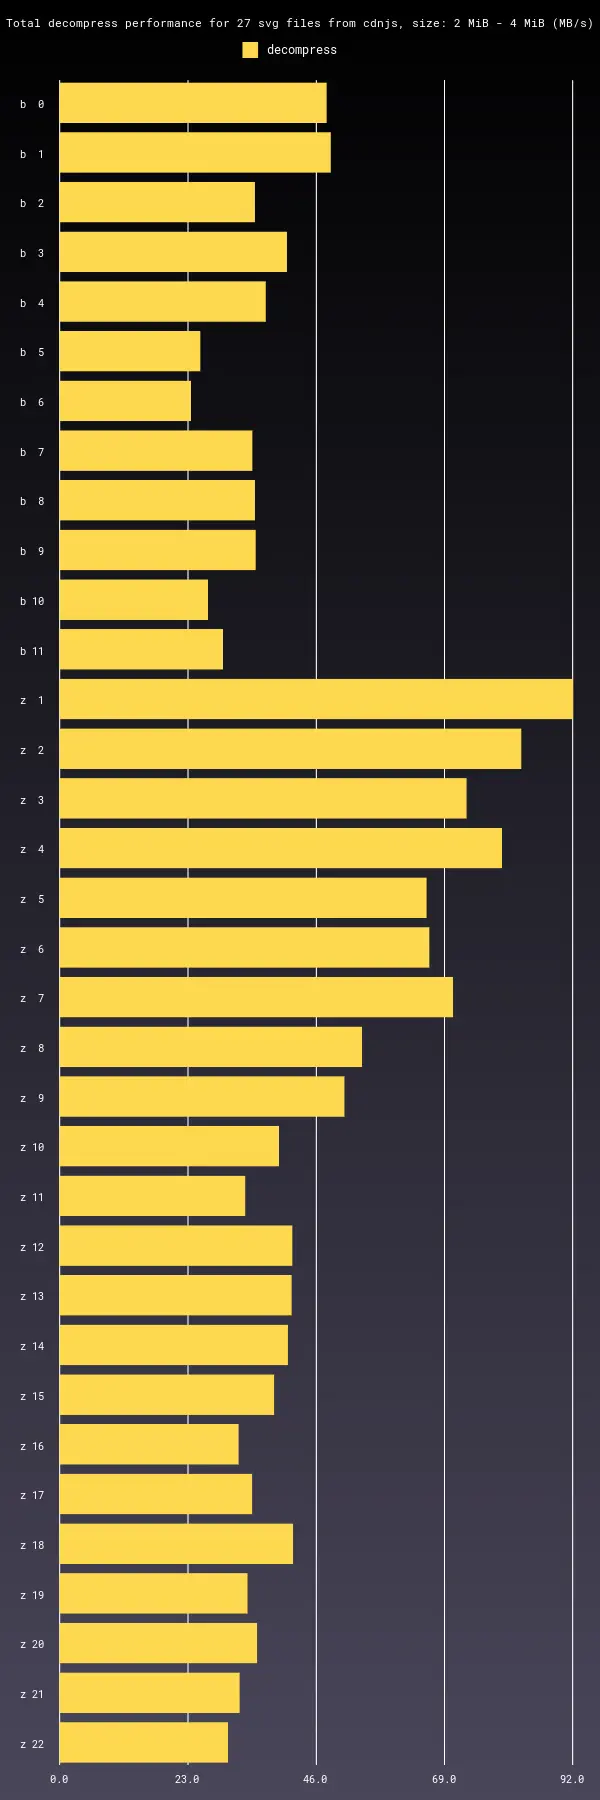 Total decompress performance for 27 svg files from cdnjs, size: 2 MiB - 4 MiB (MB/s)
decompress
b 0
b 1
b 2
b 3
b 4
b 5
b 6
b 7
b 8
b 9
b 10
b 11
z 1
z 2
z 3
z 4
z 5
z 6
z 7
z 8
z 9
z 10
z 11
z 12
z 13
z 14
z 15
z 16
z 17
z 18
z 19
z 20
z 21
z 22
0.0 23.0 46.0 69.0 92.0